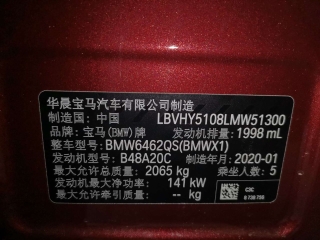 华晨宝马汽车有限公司制造
制造国: 中国 LBVHY5108LMW51300
品牌: 宝马(BMW)牌 发动机排量: 1998 mL
整车型号: BMW6462QS(BMWX1)
发动机型号: B48A20C 制造年月: 2020-01
最大允许总质量: 2065 kg 乘坐人数: 5
发动机最大净功率: 141 kW C2C
最大允许牵引质量: -- kg